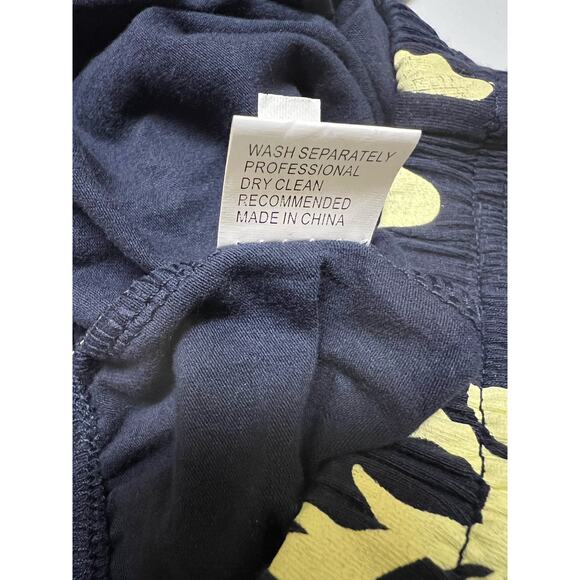 WASH SEPARATELY
PROFESSIONAL
DRY CLEAN
RECOMMENDED
MADE IN CHINA